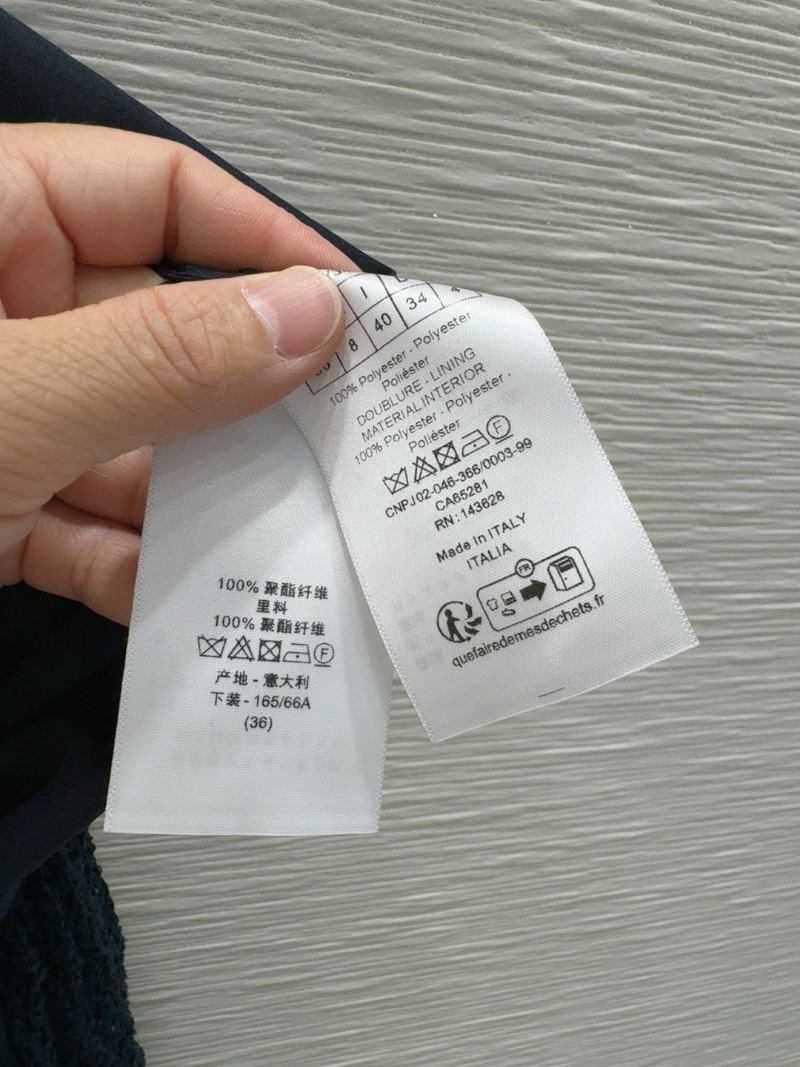 I
8 40 34
100% Polyester - Polyester
Poliéster
DOUBLURE - LINING
MATERIAL INTERIOR
100% Polyester - Polyester -
Poliéster
F
CNPJ 02-046-366/0003-99
CA65281
RN: 143628
Made in ITALY
ITALIA
FR
quefairedemesdechets.fr
100% 聚酯纤维
里料
100% 聚酯纤维
F
产地 - 意大利
下装 - 165/66A
(36)